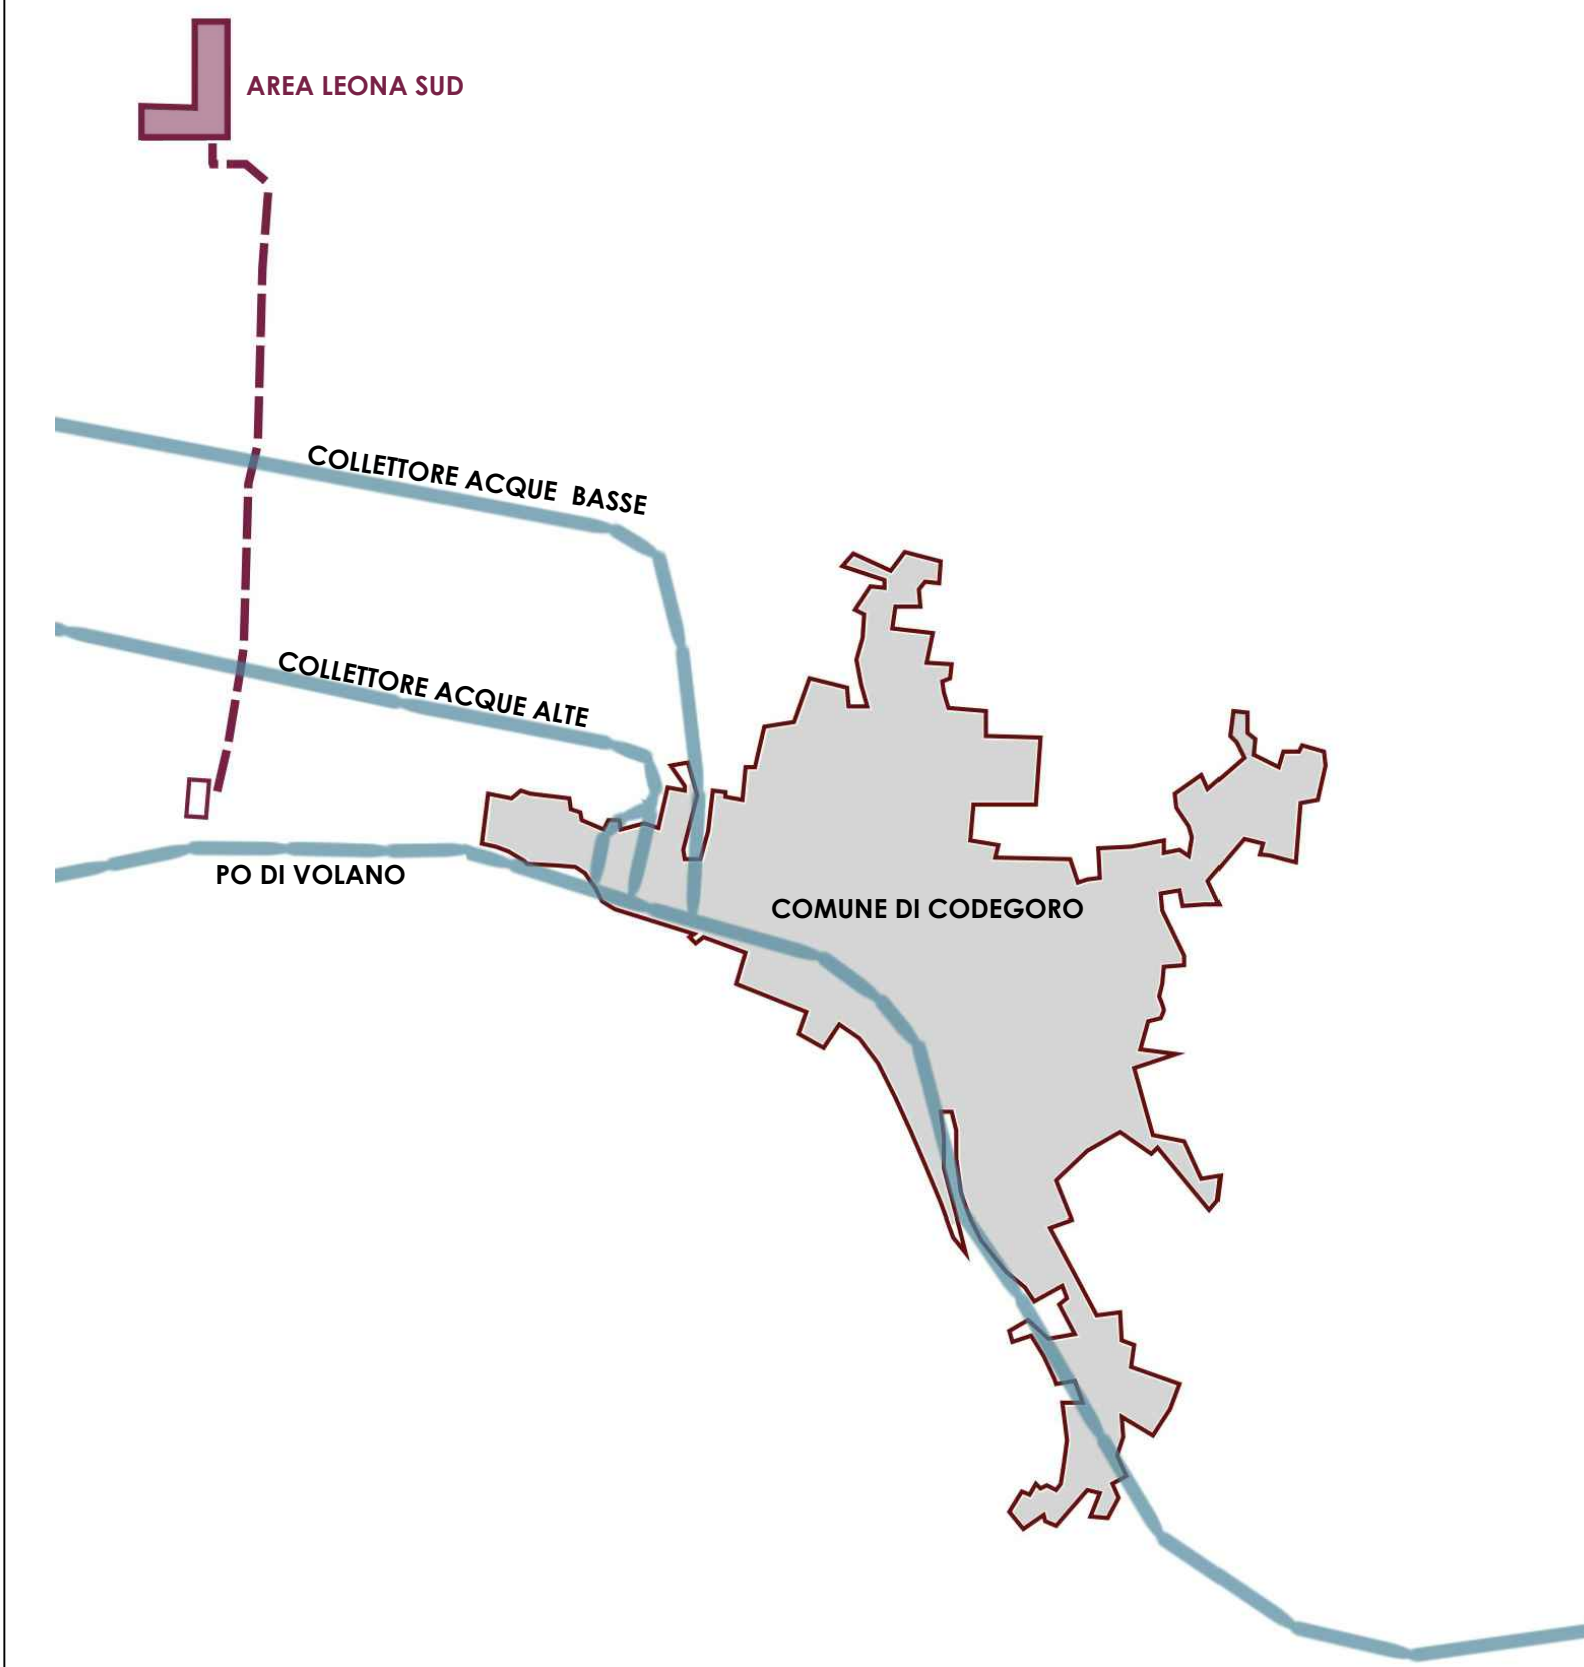 AREA LEONA SUD
COLLETTORE ACQUE BASSE
COLLETTORE ACQUE ALTE
PO DI VOLANO
COMUNE DI CODEGORO